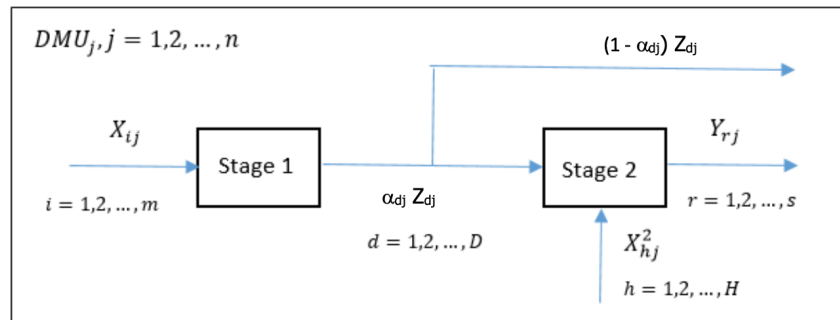 DMU_j, j = 1,2, ..., n
(1 - α_dj) Z_dj
X_ij
Stage 1
Stage 2
Y_rj
i = 1,2, ..., m
α_dj Z_dj
r = 1,2, ..., s
d = 1,2, ..., D
X²_hj
h = 1,2, ..., H